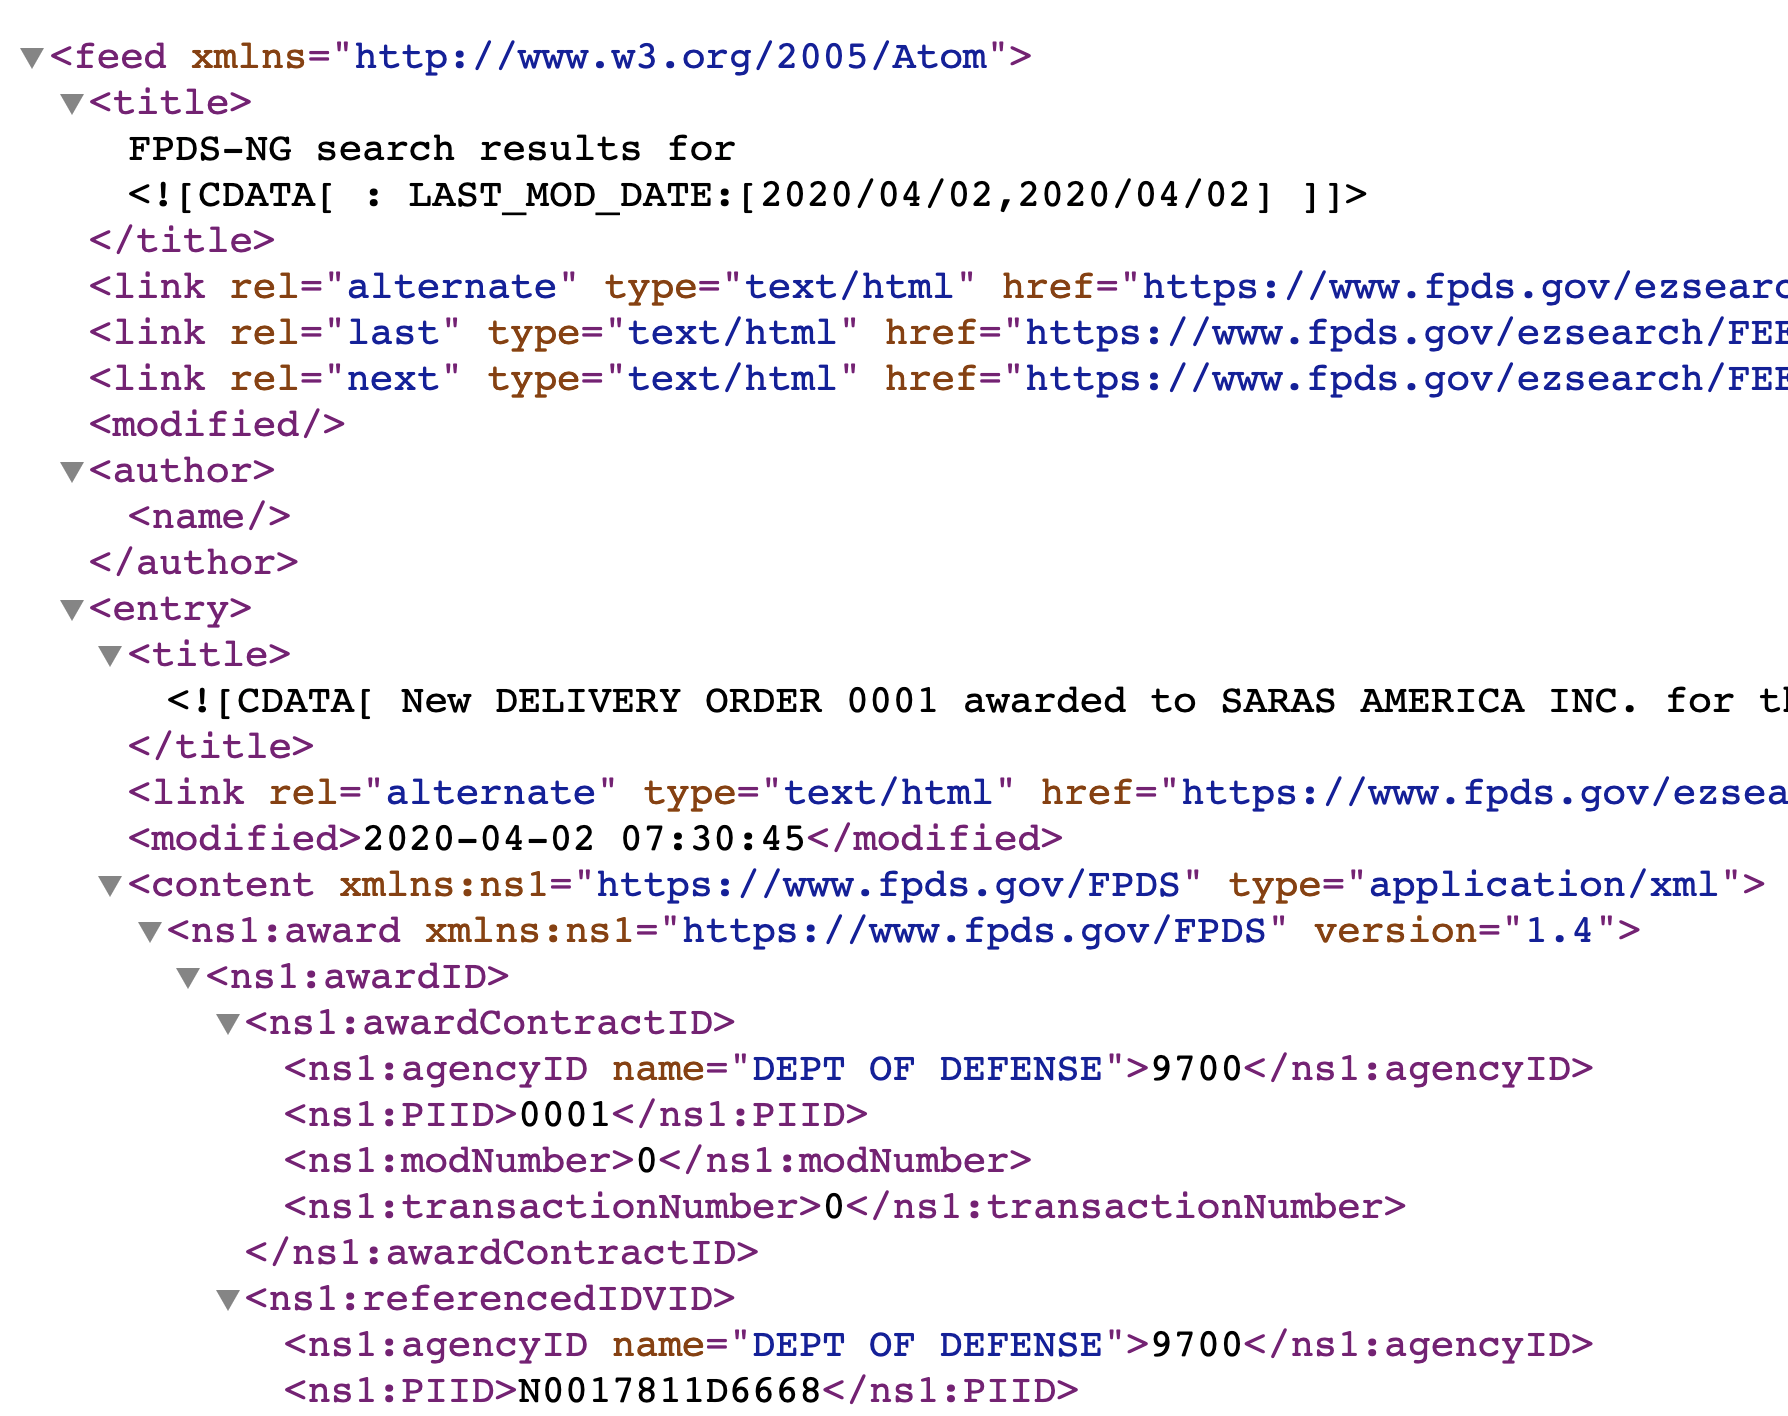 <feed xmlns="http://www.w3.org/2005/Atom">
<title>
FPDS-NG search results for
<![CDATA[ : LAST_MOD_DATE:[2020/04/02,2020/04/02] ]]>
</title>
<link rel="alternate" type="text/html" href="https://www.fpds.gov/ezsearc
<link rel="last" type="text/html" href="https://www.fpds.gov/ezsearch/FEE
<link rel="next" type="text/html" href="https://www.fpds.gov/ezsearch/FEE
<modified/>
<author>
<name/>
</author>
<entry>
<title>
<![CDATA[ New DELIVERY ORDER 0001 awarded to SARAS AMERICA INC. for th
</title>
<link rel="alternate" type="text/html" href="https://www.fpds.gov/ezsea
<modified>2020-04-02 07:30:45</modified>
<content xmlns:ns1="https://www.fpds.gov/FPDS" type="application/xml">
<ns1:award xmlns:ns1="https://www.fpds.gov/FPDS" version="1.4">
<ns1:awardID>
<ns1:awardContractID>
<ns1:agencyID name="DEPT OF DEFENSE">9700</ns1:agencyID>
<ns1:PIID>0001</ns1:PIID>
<ns1:modNumber>0</ns1:modNumber>
<ns1:transactionNumber>0</ns1:transactionNumber>
</ns1:awardContractID>
<ns1:referencedIDVID>
<ns1:agencyID name="DEPT OF DEFENSE">9700</ns1:agencyID>
<ns1:PIID>N0017811D6668</ns1:PIID>